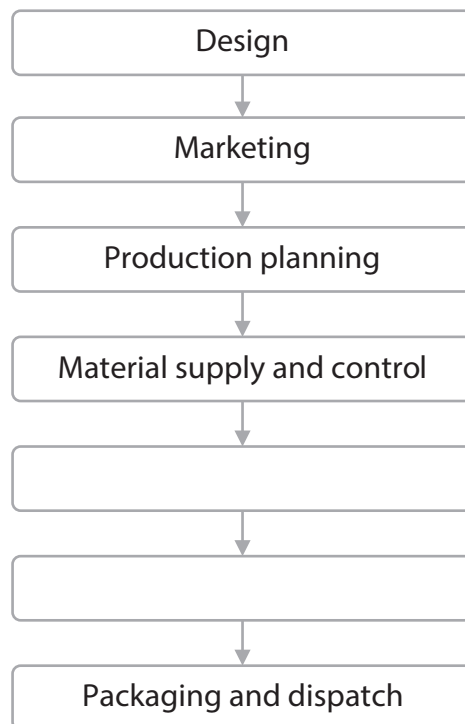 Design
Marketing
Production planning
Material supply and control
Packaging and dispatch